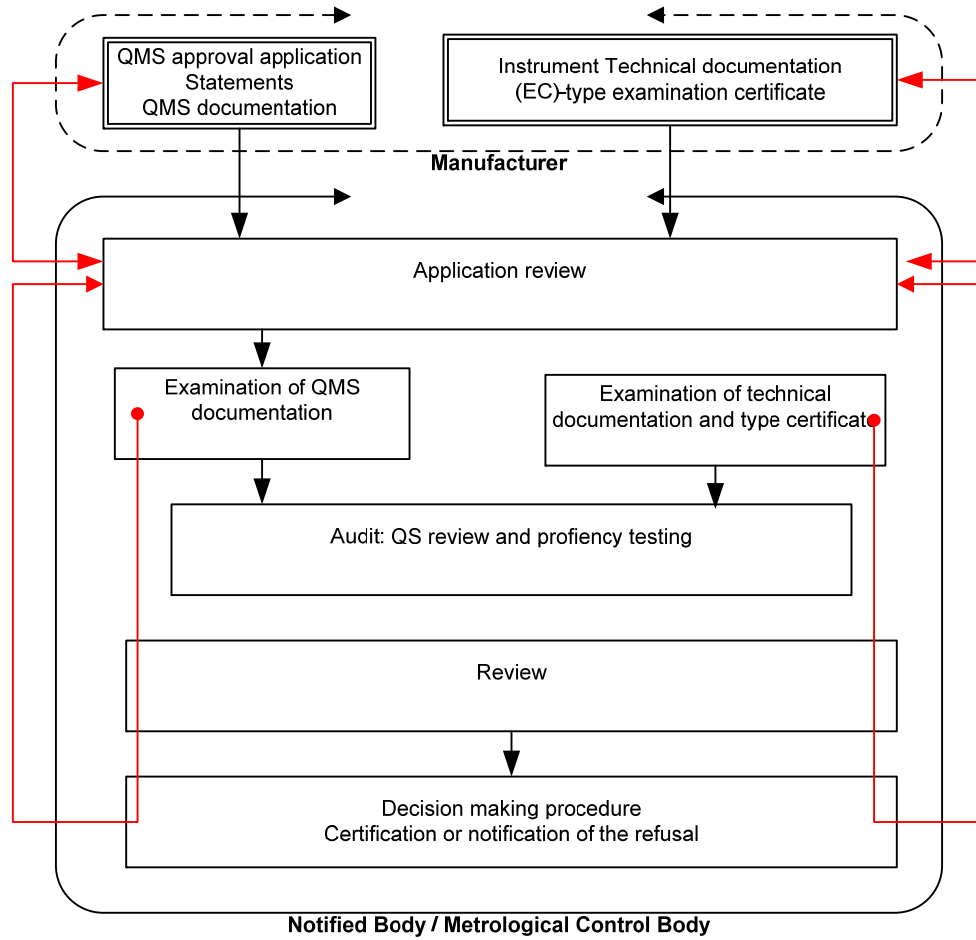 QMS approval application
Statements
QMS documentation
Instrument Technical documentation
(EC)-type examination certificate
Manufacturer
Application review
Examination of QMS
documentation
Examination of technical
documentation and type certificate
Audit: QS review and profiency testing
Review
Decision making procedure
Certification or notification of the refusal
Notified Body / Metrological Control Body